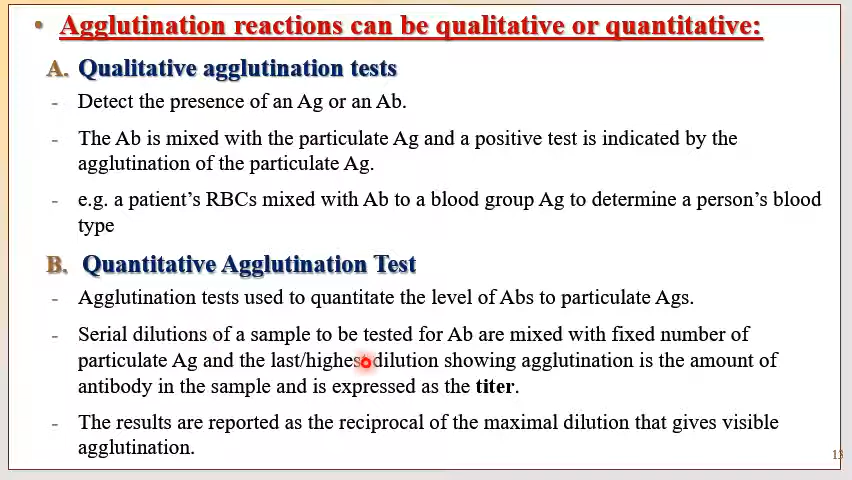 • Agglutination reactions can be qualitative or quantitative:
A. Qualitative agglutination tests
- Detect the presence of an Ag or an Ab.
- The Ab is mixed with the particulate Ag and a positive test is indicated by the
agglutination of the particulate Ag.
- e.g. a patient's RBCs mixed with Ab to a blood group Ag to determine a person's blood
type
B. Quantitative Agglutination Test
- Agglutination tests used to quantitate the level of Abs to particulate Ags.
- Serial dilutions of a sample to be tested for Ab are mixed with fixed number of
particulate Ag and the last/highest dilution showing agglutination is the amount of
antibody in the sample and is expressed as the titer.
- The results are reported as the reciprocal of the maximal dilution that gives visible
agglutination.